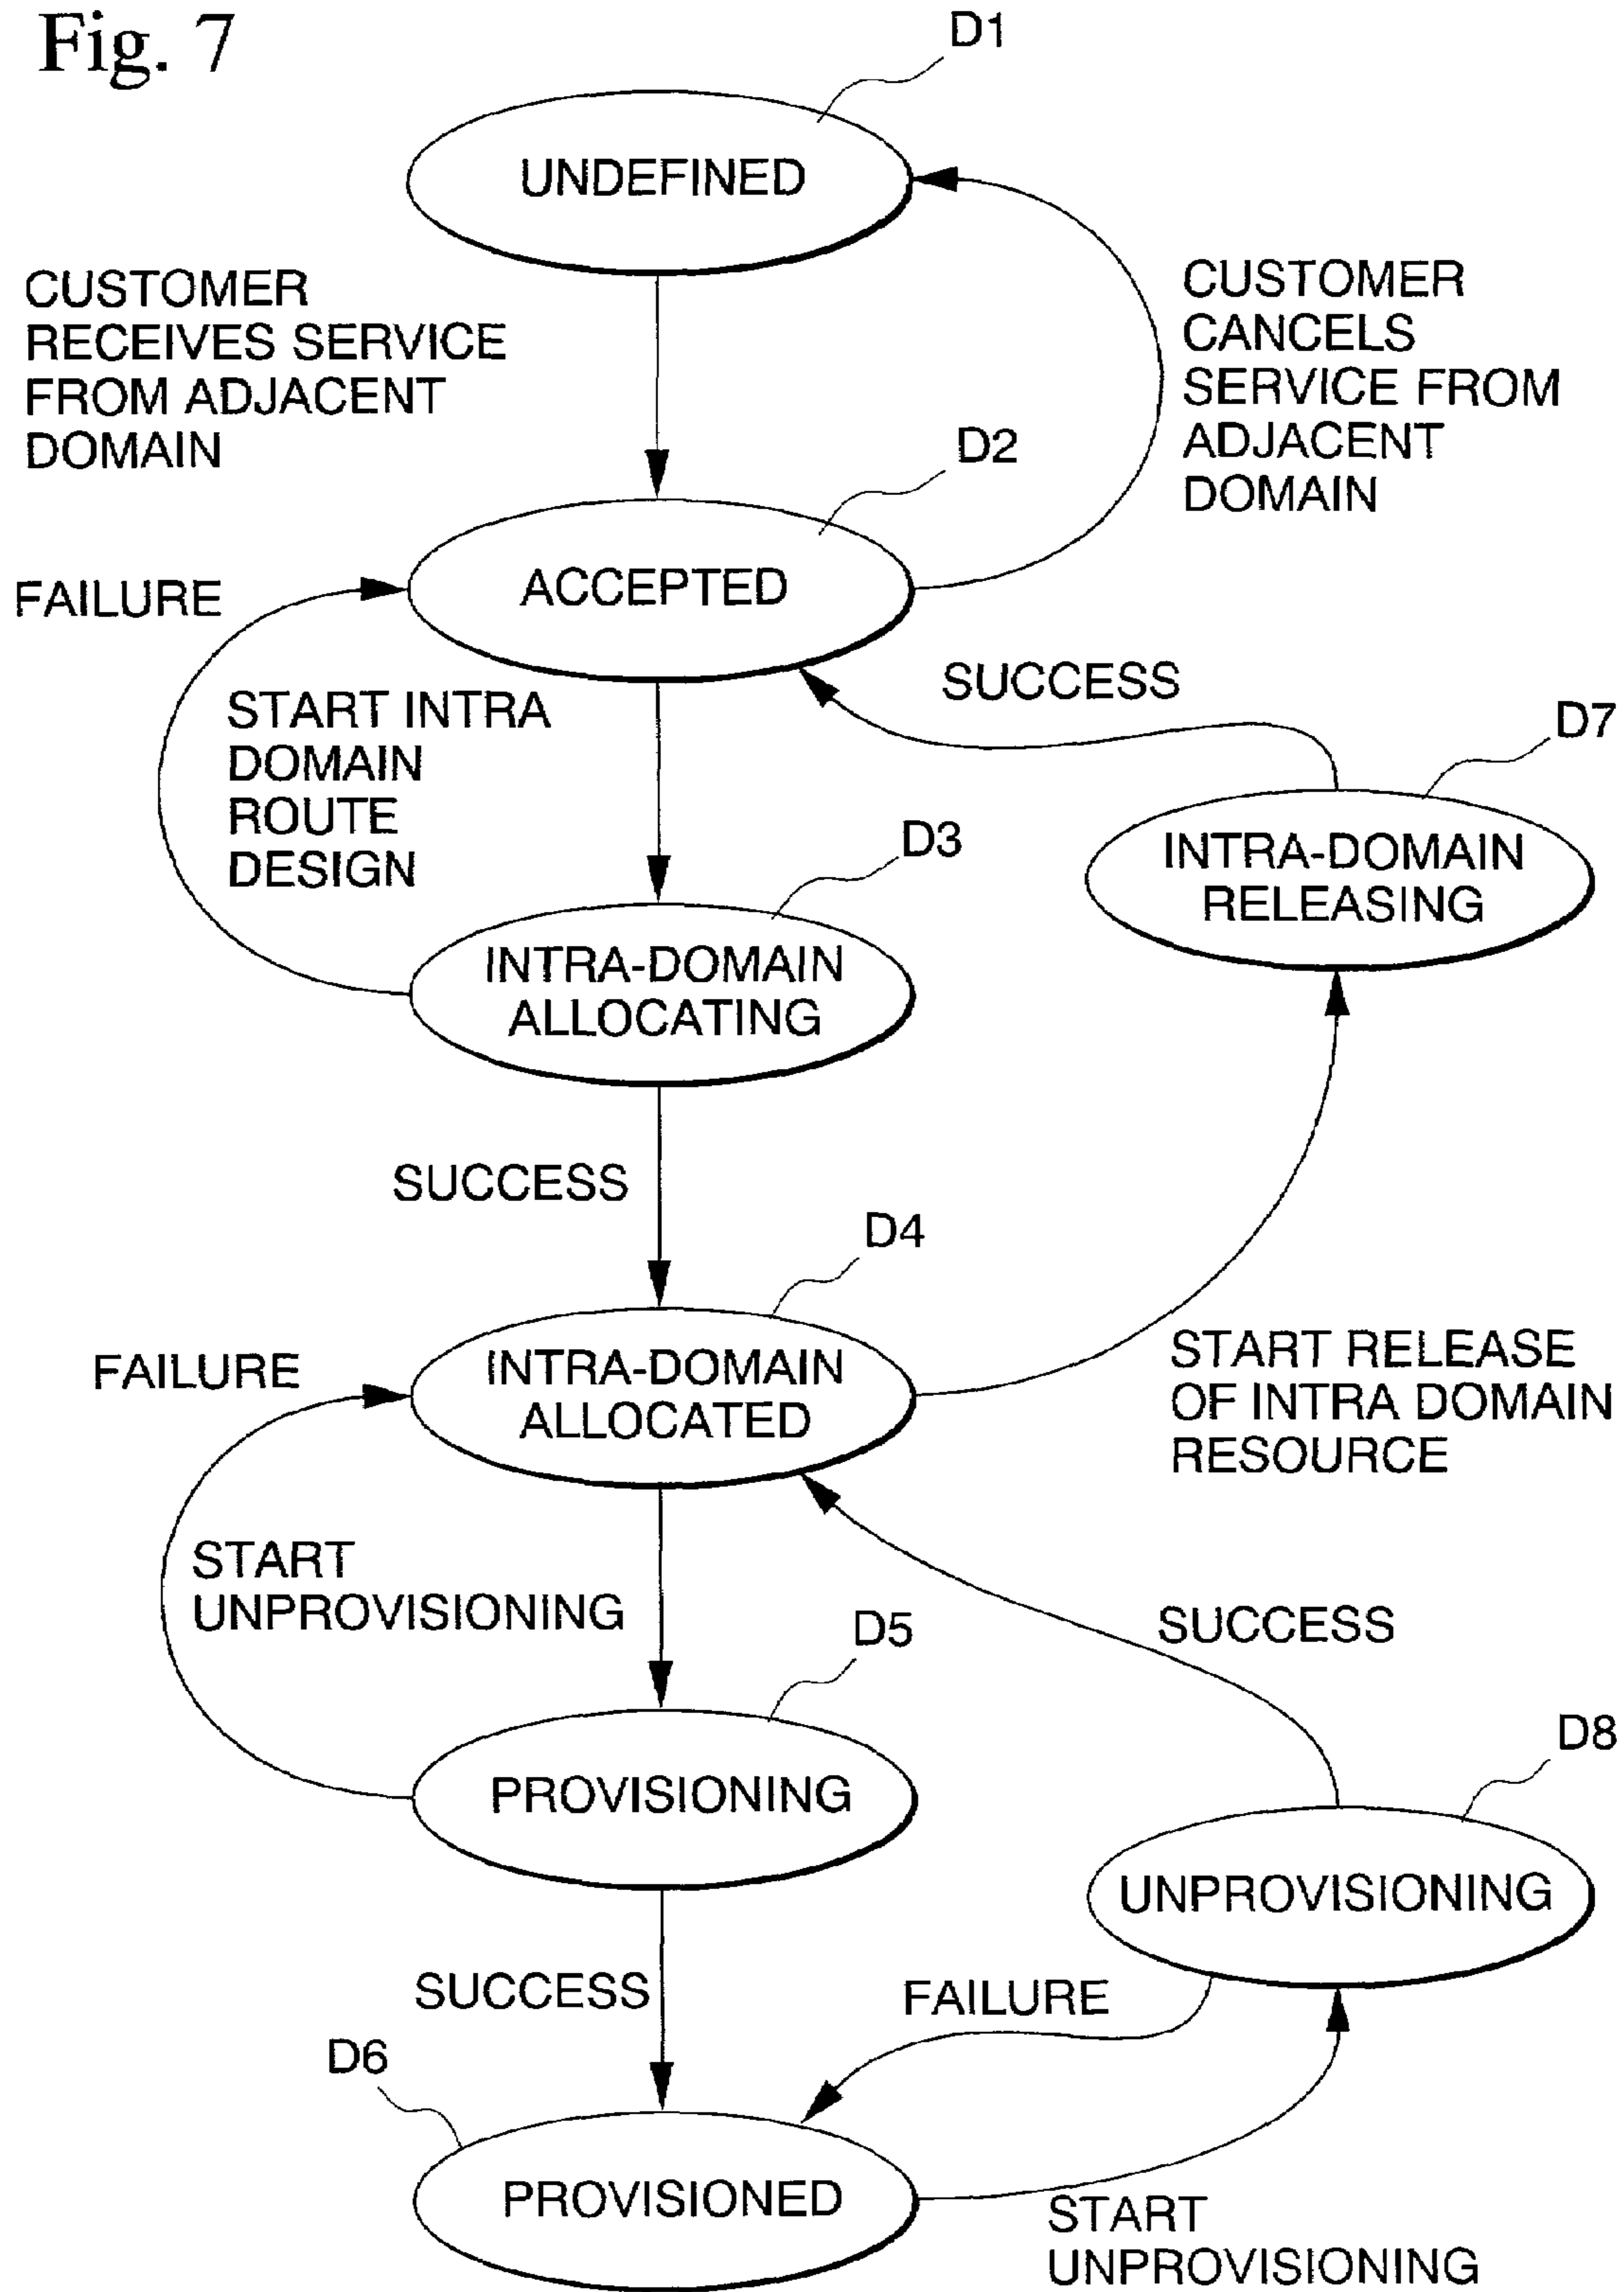 Fig. 7
D1
UNDEFINED
CUSTOMER
RECEIVES SERVICE
FROM ADJACENT
DOMAIN
CUSTOMER
CANCELS
SERVICE FROM
ADJACENT
DOMAIN
D2
ACCEPTED
FAILURE
SUCCESS
START INTRA
DOMAIN
ROUTE
DESIGN
D7
INTRA-DOMAIN
RELEASING
D3
INTRA-DOMAIN
ALLOCATING
SUCCESS
D4
INTRA-DOMAIN
ALLOCATED
FAILURE
START RELEASE
OF INTRA DOMAIN
RESOURCE
START
UNPROVISIONING
SUCCESS
D5
PROVISIONING
D8
UNPROVISIONING
SUCCESS
FAILURE
D6
PROVISIONED
START
UNPROVISIONING